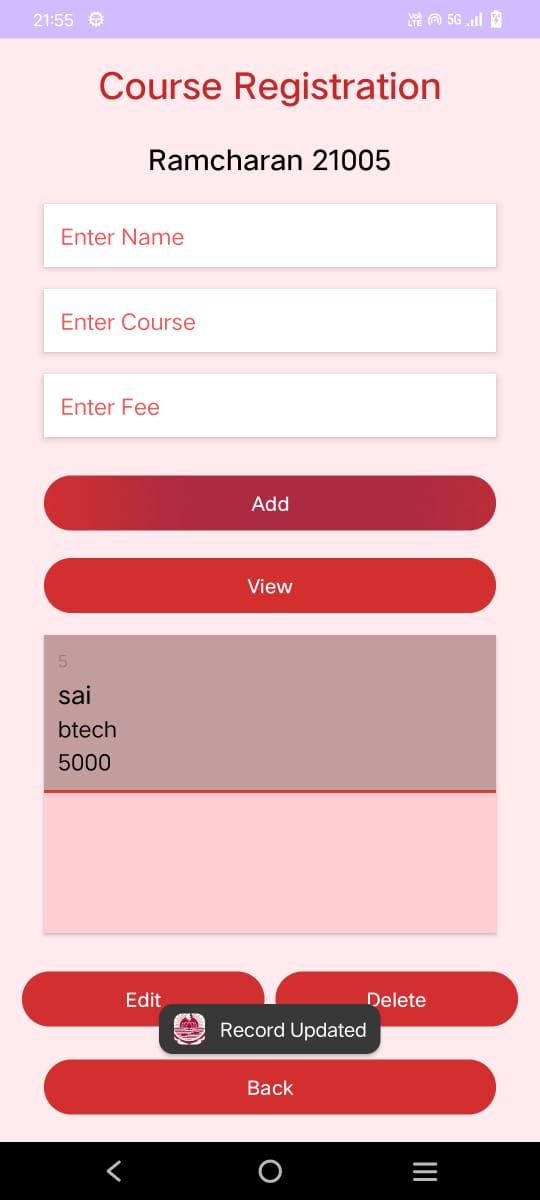 21:55 Vo) LTE 5G
Course Registration
Ramcharan 21005
Enter Name
Enter Course
Enter Fee
Add
View
5
sai
btech
5000
Edit Delete
Record Updated
Back